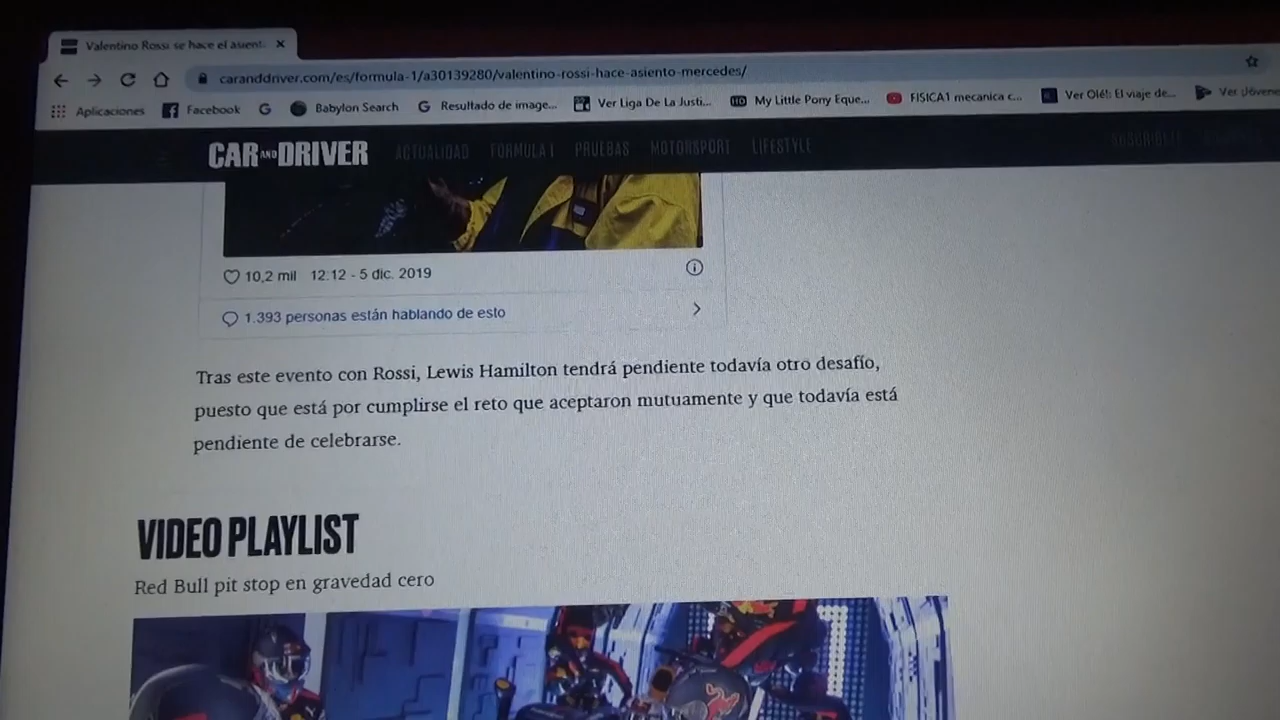 Valentino Rossi se hace el asient
caranddriver.com/es/formula-1/a30139280/valentino-rossi-hace-asiento-mercedes/
Aplicaciones Facebook Babylon Search Resultado de image... Ver Liga De La Justi... My Little Pony Eque... FISICA1 mecanica c... Ver Olé!: El viaje de... Ver Jóvene
CAR AND DRIVER ACTUALIDAD FORMULA 1 PRUEBAS MOTORSPORT LIFESTYLE
10,2 mil 12:12 - 5 dic. 2019
1.393 personas están hablando de esto
Tras este evento con Rossi, Lewis Hamilton tendrá pendiente todavía otro desafío,
puesto que está por cumplirse el reto que aceptaron mutuamente y que todavía está
pendiente de celebrarse.
VIDEO PLAYLIST
Red Bull pit stop en gravedad cero